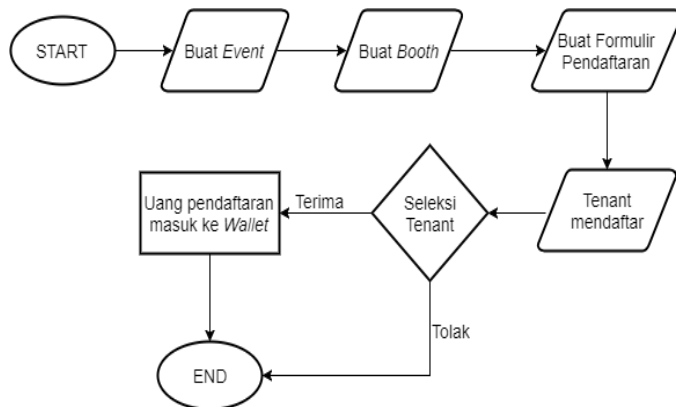 START
Buat Event
Buat Booth
Buat Formulir
Pendaftaran
Tenant
mendaftar
Seleksi
Tenant
Terima
Uang pendaftaran
masuk ke Wallet
Tolak
END